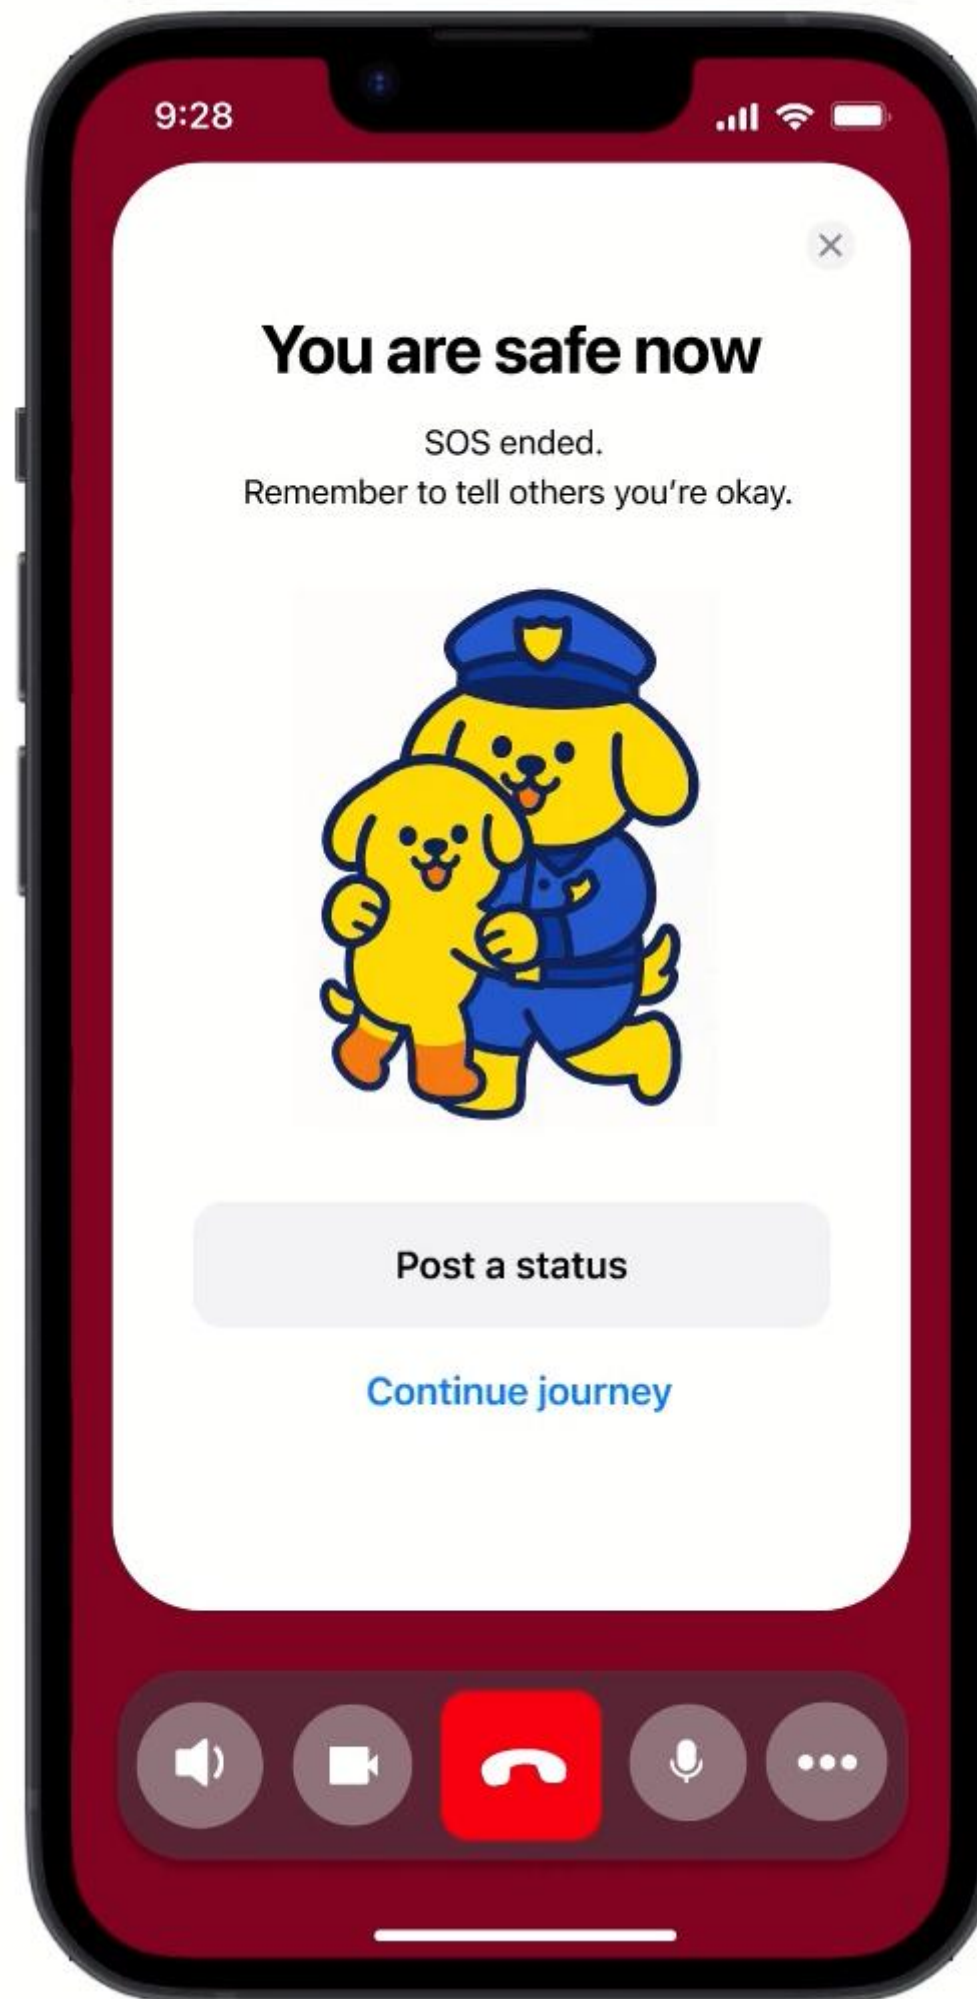 9:28
You are safe now
SOS ended.
Remember to tell others you’re okay.
Post a status
Continue journey